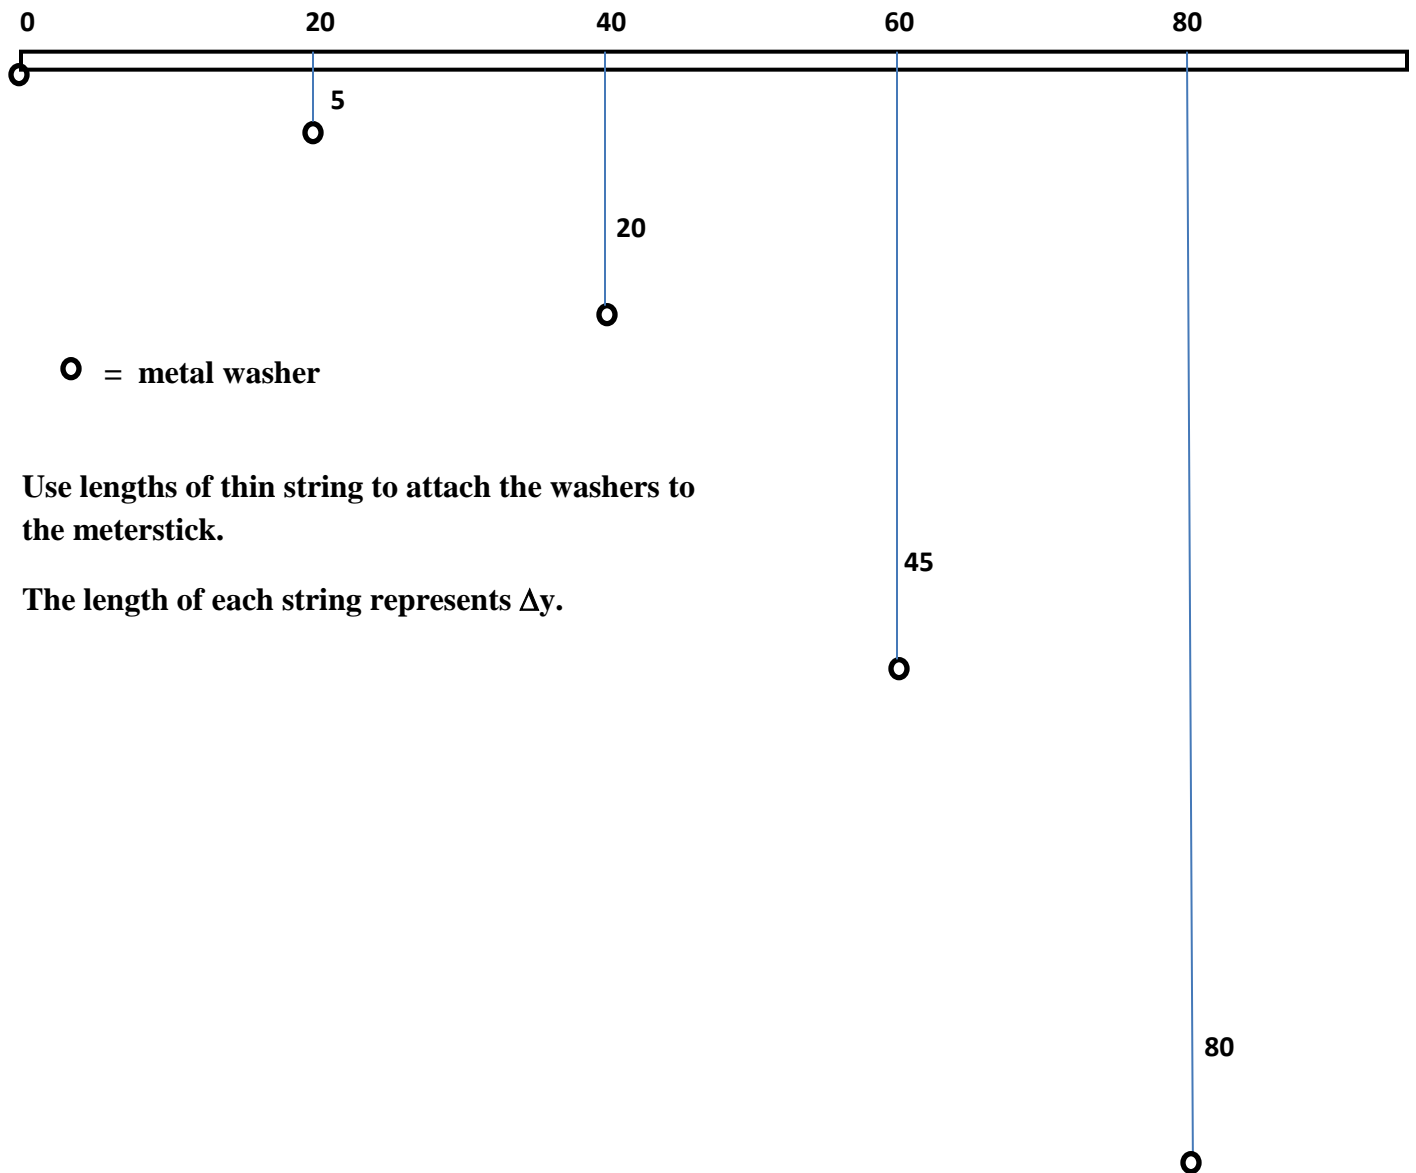 0 20 40 60 80
5
20
= metal washer
Use lengths of thin string to attach the washers to
the meterstick.
45
The length of each string represents Δy.
80